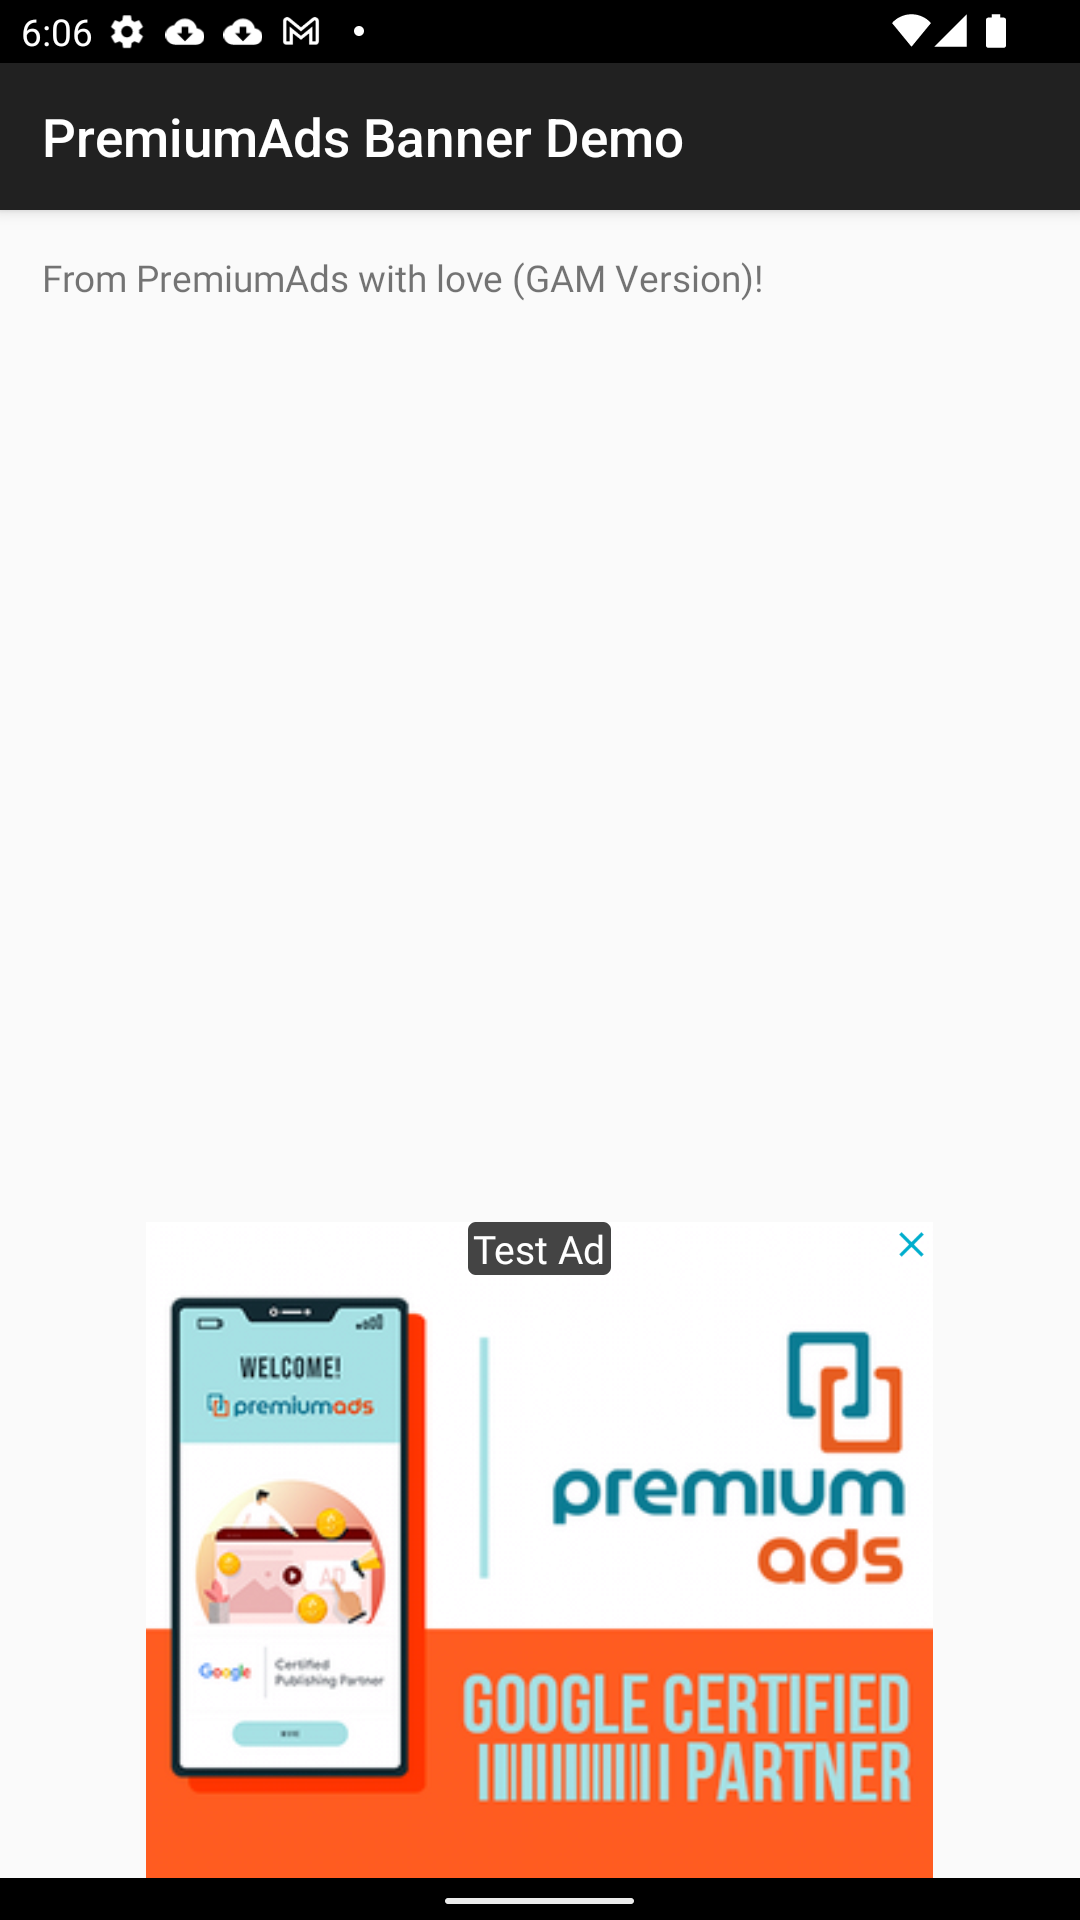 6:06
PremiumAds Banner Demo
From PremiumAds with love (GAM Version)!
Test Ad
WELCOME!
premiumads
AD
Google
Certified
Publishing Partner
premium
ads
GOOGLE CERTIFIED
PARTNER